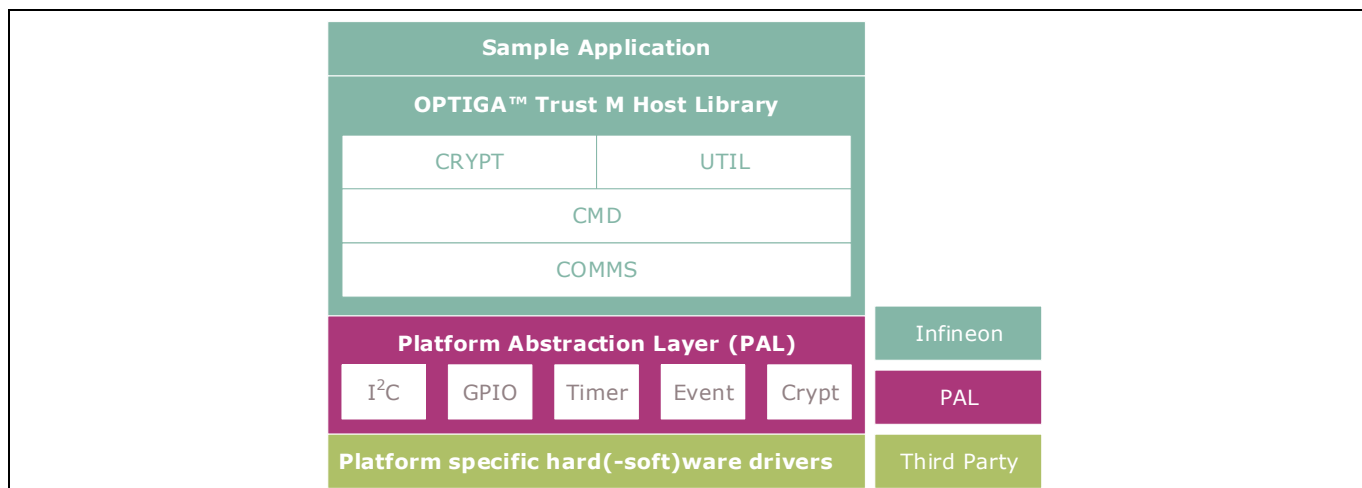 Sample Application
OPTIGA™ Trust M Host Library
CRYPT UTIL
CMD
COMMS
Platform Abstraction Layer (PAL)
I²C GPIO Timer Event Crypt
Platform specific hard(-soft)ware drivers
Infineon
PAL
Third Party